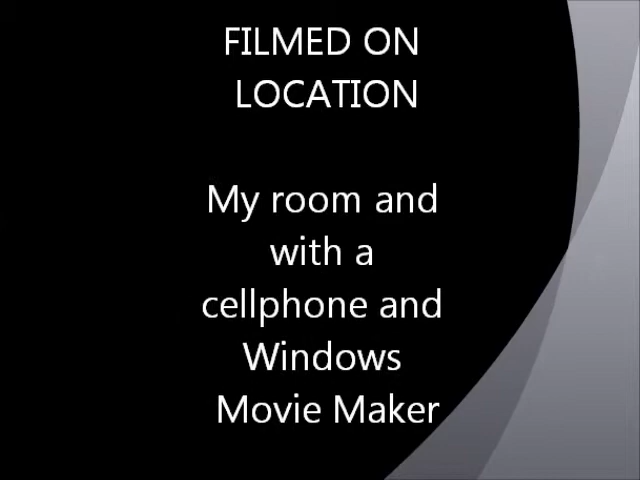 FILMED ON
LOCATION
My room and
with a
cellphone and
Windows
Movie Maker